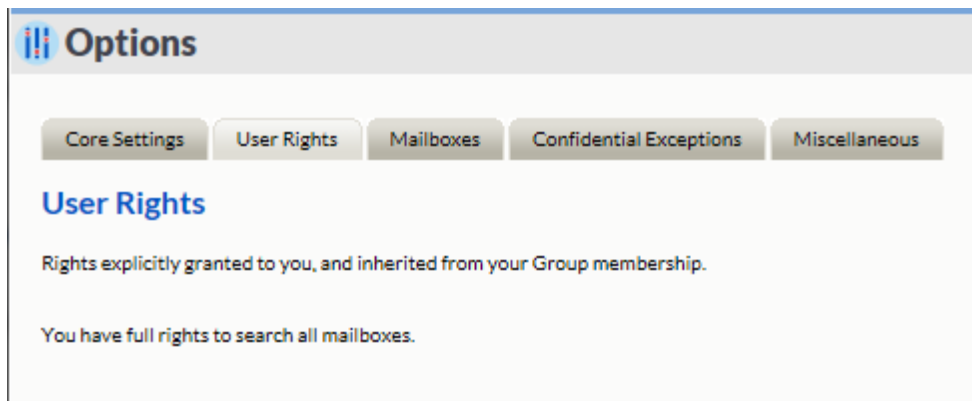 Options
Core Settings User Rights Mailboxes Confidential Exceptions Miscellaneous
User Rights
Rights explicitly granted to you, and inherited from your Group membership.
You have full rights to search all mailboxes.